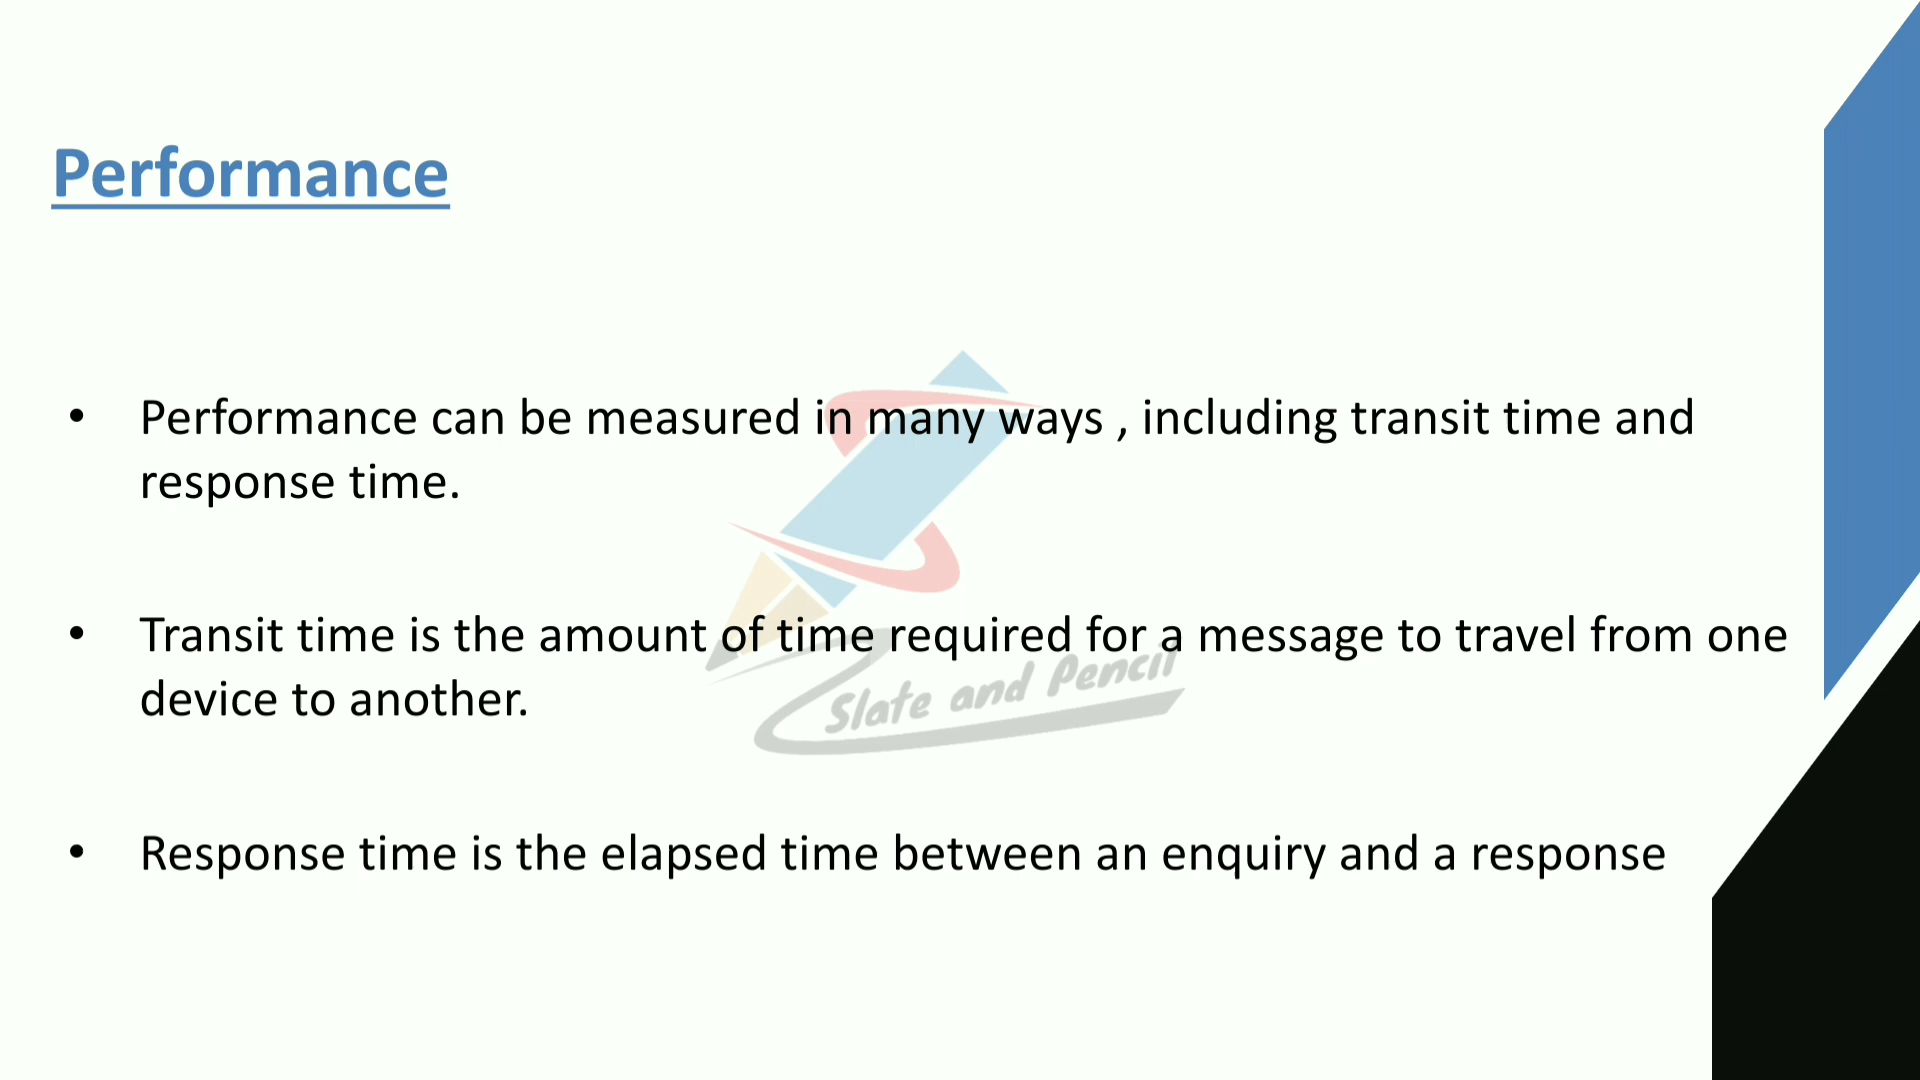 Performance
• Performance can be measured in many ways , including transit time and
response time.
• Transit time is the amount of time required for a message to travel from one
device to another.
Slate and Pencil
• Response time is the elapsed time between an enquiry and a response